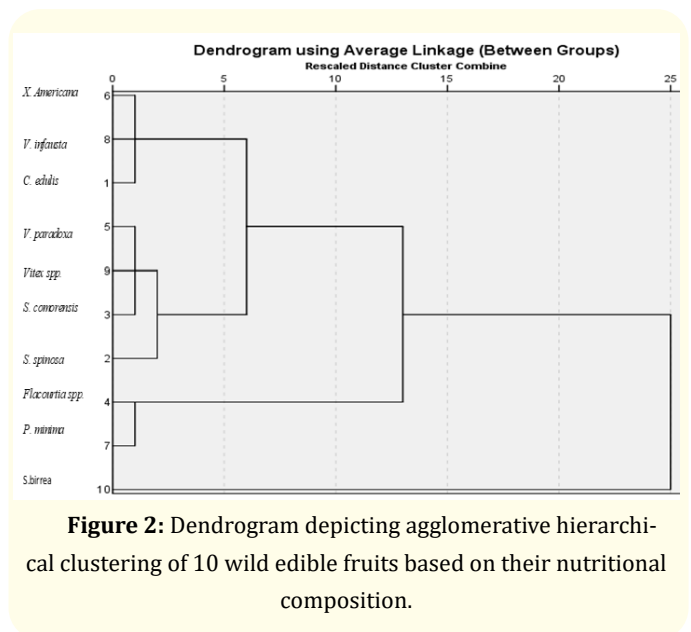 Dendrogram using Average Linkage (Between Groups)
Rescaled Distance Cluster Combine
0 5 10 15 20 25
X. Americana 6
V. infausta 8
C. edulis 1
V. paradoxa 5
Vitex spp. 9
S. comorensis 3
S. spinosa 2
Flacourtia spp. 4
P. minima 7
S.birrea 10
Figure 2: Dendrogram depicting agglomerative hierarchi-
cal clustering of 10 wild edible fruits based on their nutritional
composition.